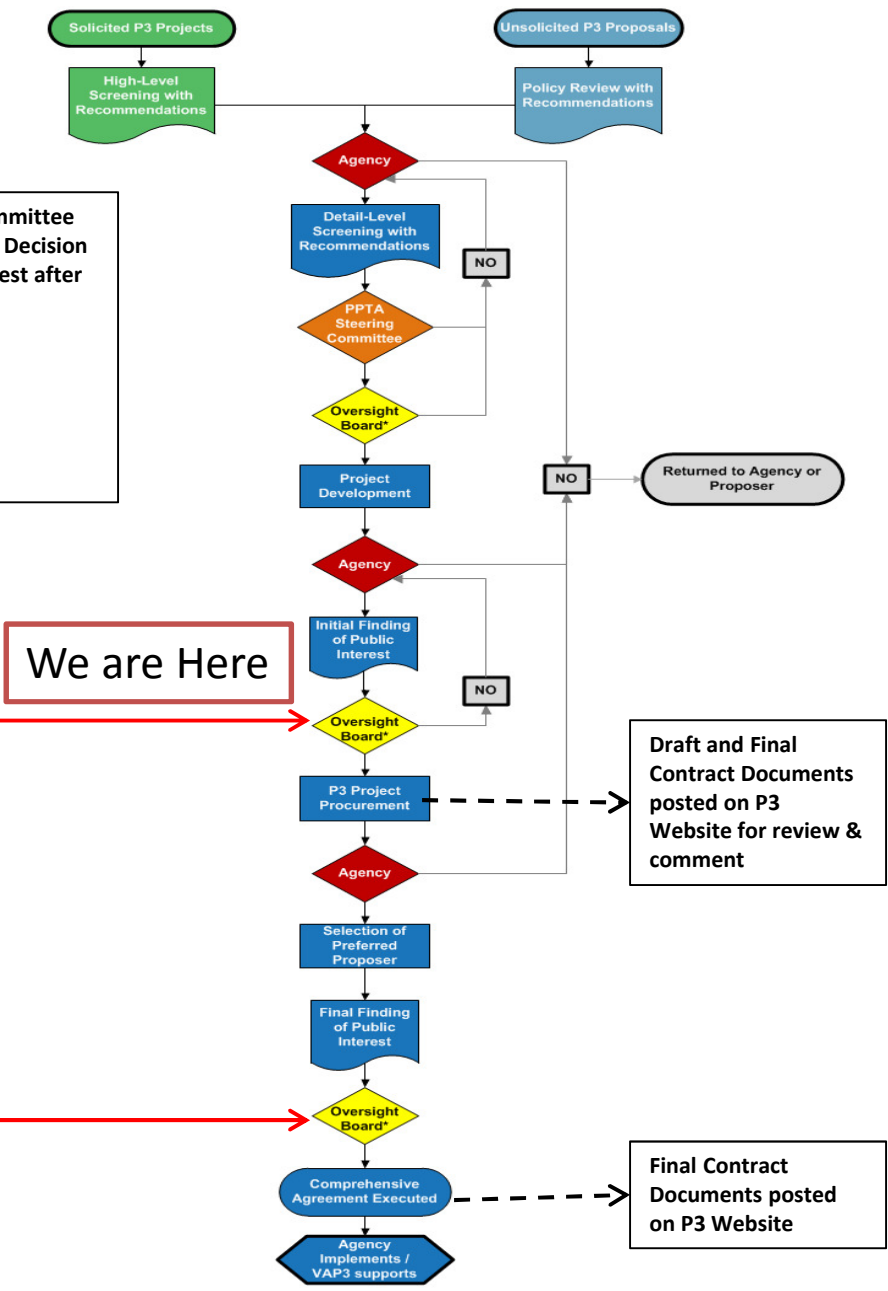 Solicited P3 Projects
Unsolicited P3 Proposals
High-Level
Screening with
Recommendations
Policy Review with
Recommendations
Agency
Detail-Level
Screening with
Recommendations
NO
Decision
est after
PPTA
Steering
Committee
Oversight
Board*
Project
Development
NO
Returned to Agency or
Proposer
Agency
Initial Finding
of Public
Interest
We are Here
NO
Oversight
Board*
P3 Project
Procurement
Draft and Final
Contract Documents
posted on P3
Website for review &
comment
Agency
Selection of
Preferred
Proposer
Final Finding
of Public
Interest
Oversight
Board*
Comprehensive
Agreement Executed
Final Contract
Documents posted
on P3 Website
Agency
Implements /
VAP3 supports